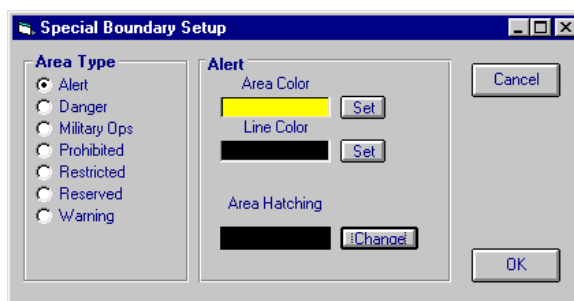 Special Boundary Setup
Area Type
Alert
Danger
Military Ops
Prohibited
Restricted
Reserved
Warning
Alert
Area Color
Set
Line Color
Set
Area Hatching
Change
Cancel
OK